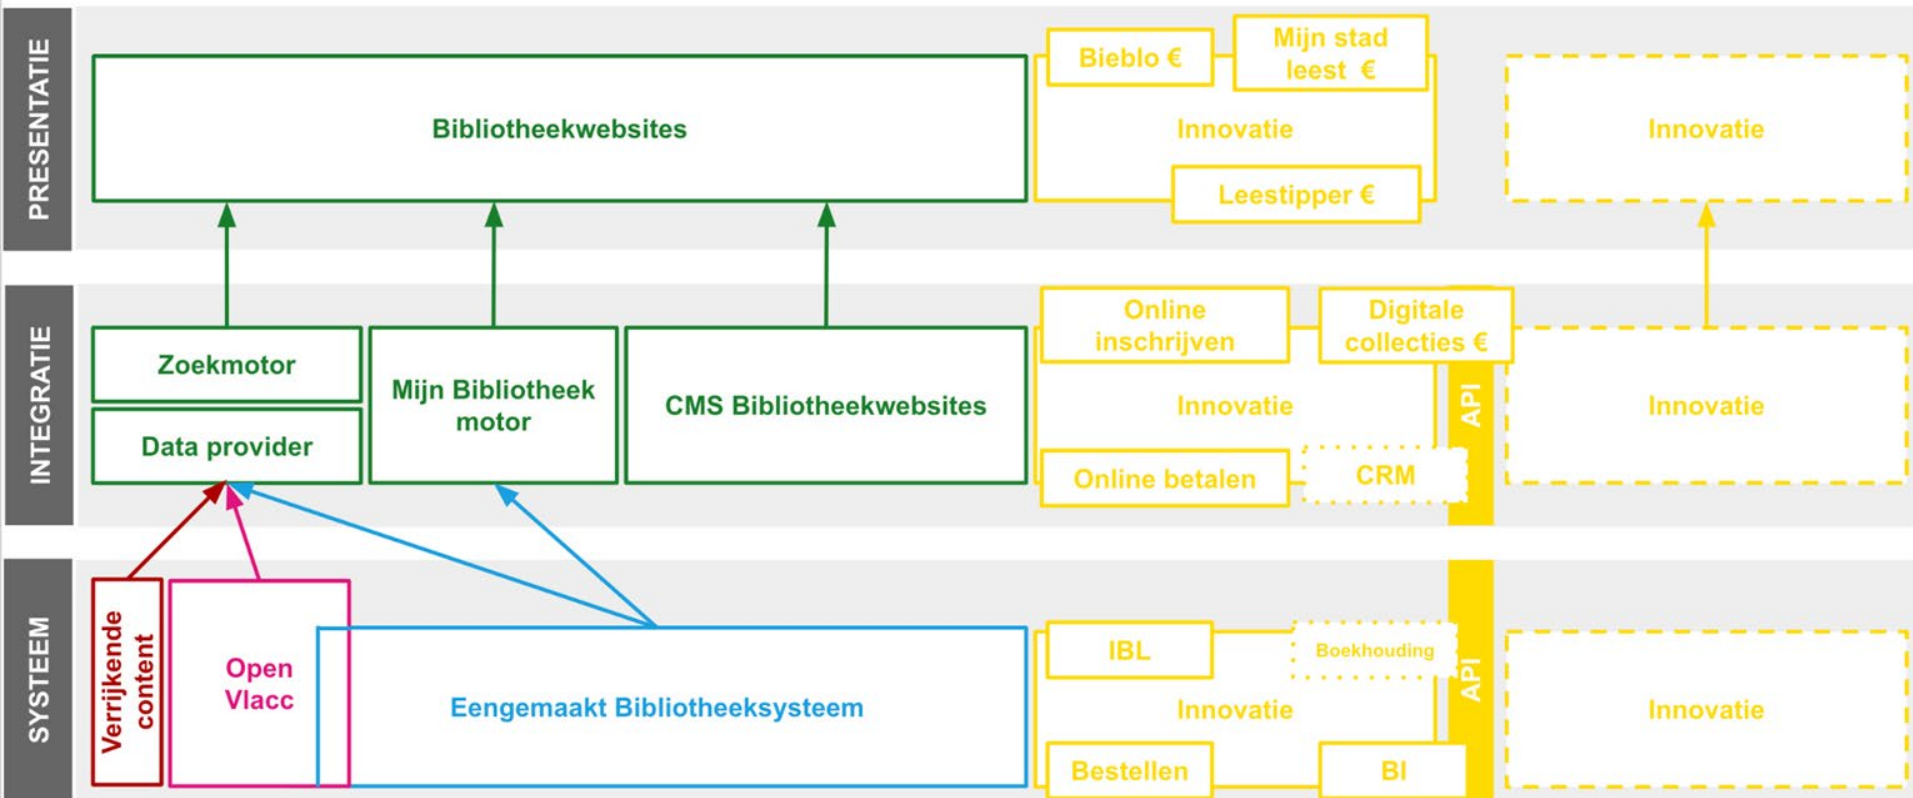 PRESENTATIE
Bibliotheekwebsites
Bieblo €
Mijn stad
leest €
Innovatie
Leestipper €
Innovatie
INTEGRATIE
Zoekmotor
Data provider
Mijn Bibliotheek
motor
CMS Bibliotheekwebsites
Online
inschrijven
Digitale
collecties €
Innovatie
Online betalen
CRM
API
Innovatie
SYSTEEM
Verrijkende
content
Open
Vlacc
Eengemaakt Bibliotheeksysteem
IBL
Boekhouding
Innovatie
Bestellen
BI
API
Innovatie